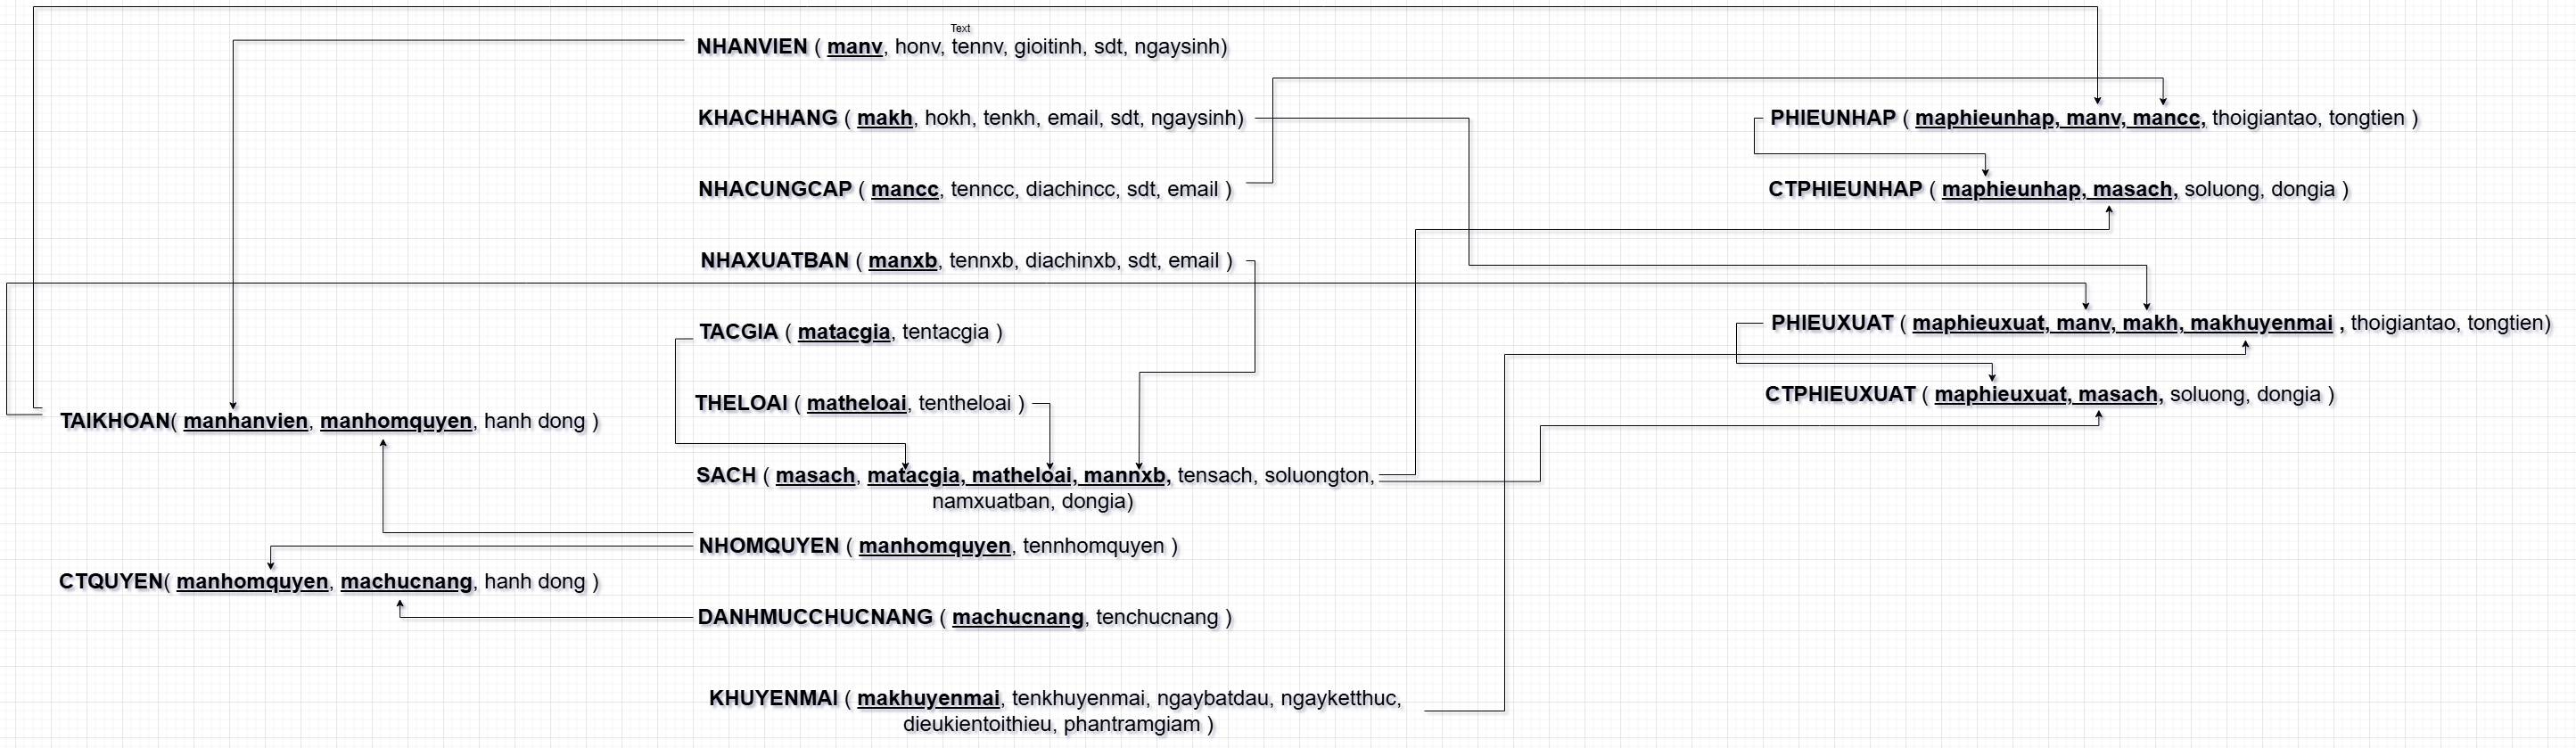 Text
NHANVIEN ( manv, honv, tennv, gioitinh, sdt, ngaysinh)
KHACHHANG ( makh, hokh, tenkh, email, sdt, ngaysinh)
NHACUNGCAP ( mancc, tenncc, diachincc, sdt, email )
NHAXUATBAN ( manxb, tennxb, diachinxb, sdt, email )
TACGIA ( matacgia, tentacgia )
THELOAI ( matheloai, tentheloai )
SACH ( masach, matacgia, matheloai, mannxb, tensach, soluongton,
namxuatban, dongia)
NHOMQUYEN ( manhomquyen, tennhomquyen )
DANHMUCCHUCNANG ( machucnang, tenchucnang )
KHUYENMAI ( makhuyenmai, tenkhuyenmai, ngaybatdau, ngayketthuc,
dieukientoithieu, phantramgiam )
TAIKHOAN( manhanvien, manhomquyen, hanh dong )
CTQUYEN( manhomquyen, machucnang, hanh dong )
PHIEUNHAP ( maphieunhap, manv, mancc, thoigiantao, tongtien )
CTPHIEUNHAP ( maphieunhap, masach, soluong, dongia )
PHIEUXUAT ( maphieuxuat, manv, makh, makhuyenmai , thoigiantao, tongtien)
CTPHIEUXUAT ( maphieuxuat, masach, soluong, dongia )